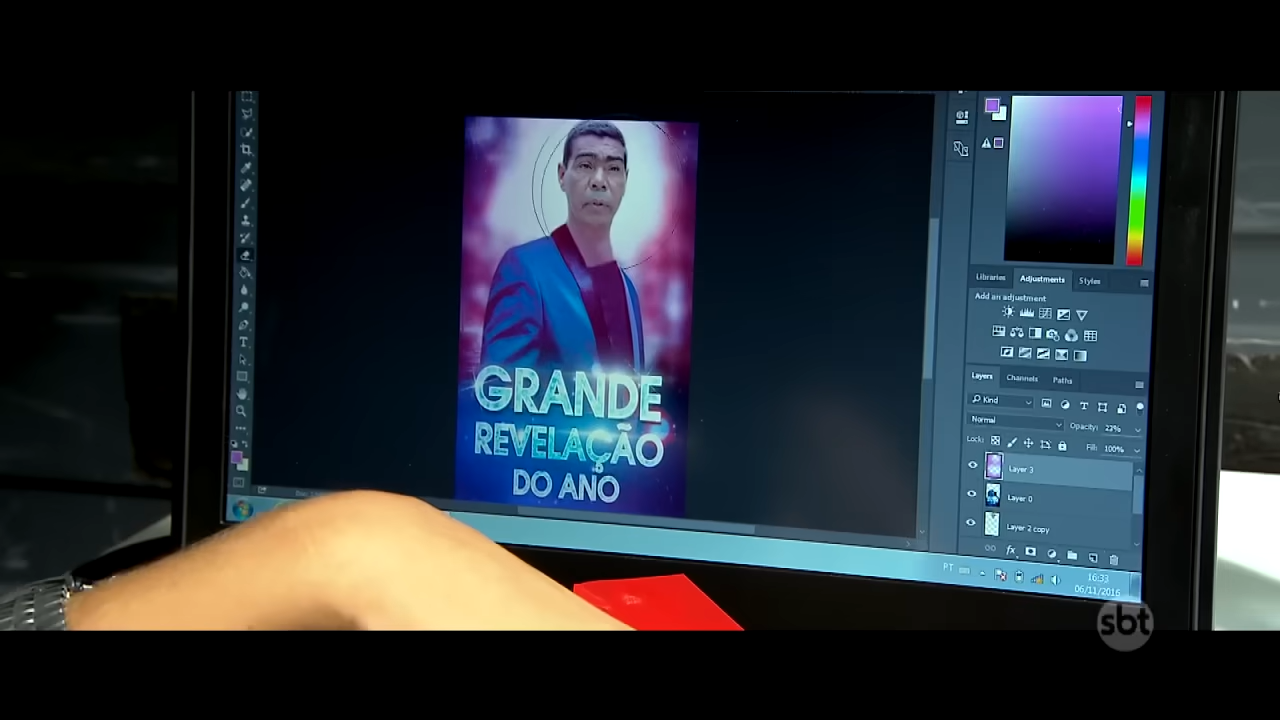 GRANDE
REVELAÇÃO
DO ANO
Libraries
Adjustments
Styles
Add an adjustment
Layers
Channels
Paths
Kind
Normal
Opacity: 23%
Lock:
Fill: 100%
Layer 3
Layer 0
Layer 2 copy
fx
PT
16:33
06/11/2016
sbt